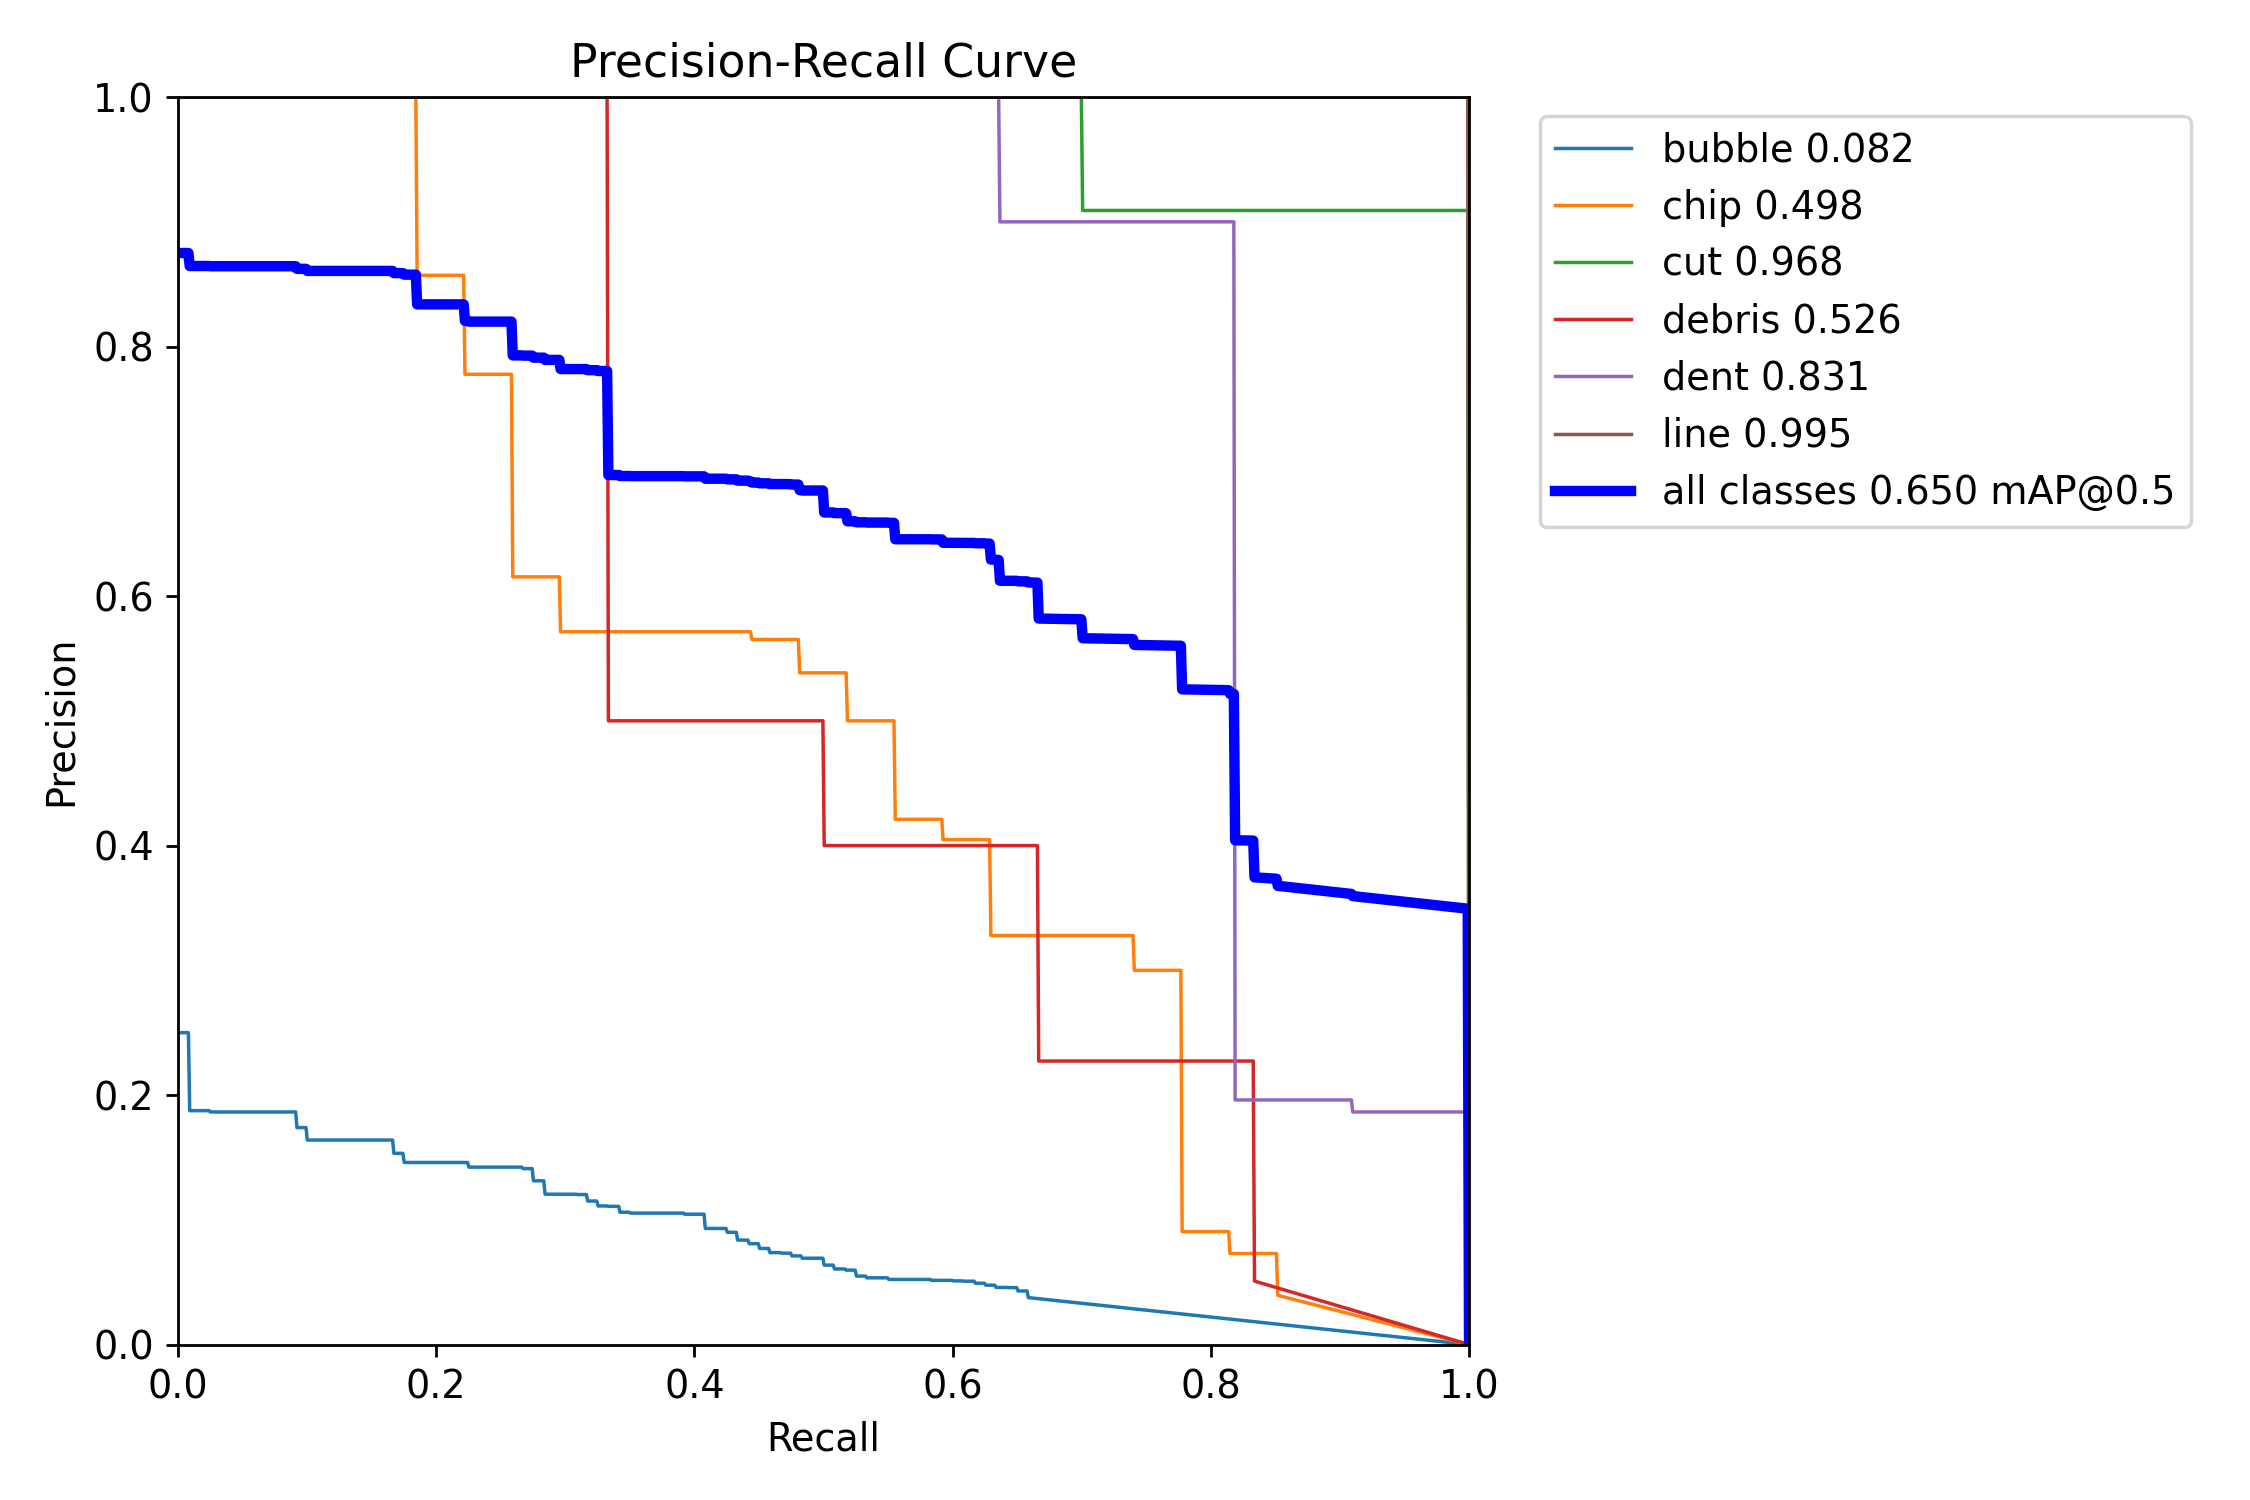 Precision-Recall Curve
1.0
0.8
0.6
0.4
0.2
0.0
Precision
0.0 0.2 0.4 0.6 0.8 1.0
Recall
bubble 0.082
chip 0.498
cut 0.968
debris 0.526
dent 0.831
line 0.995
all classes 0.650 mAP@0.5